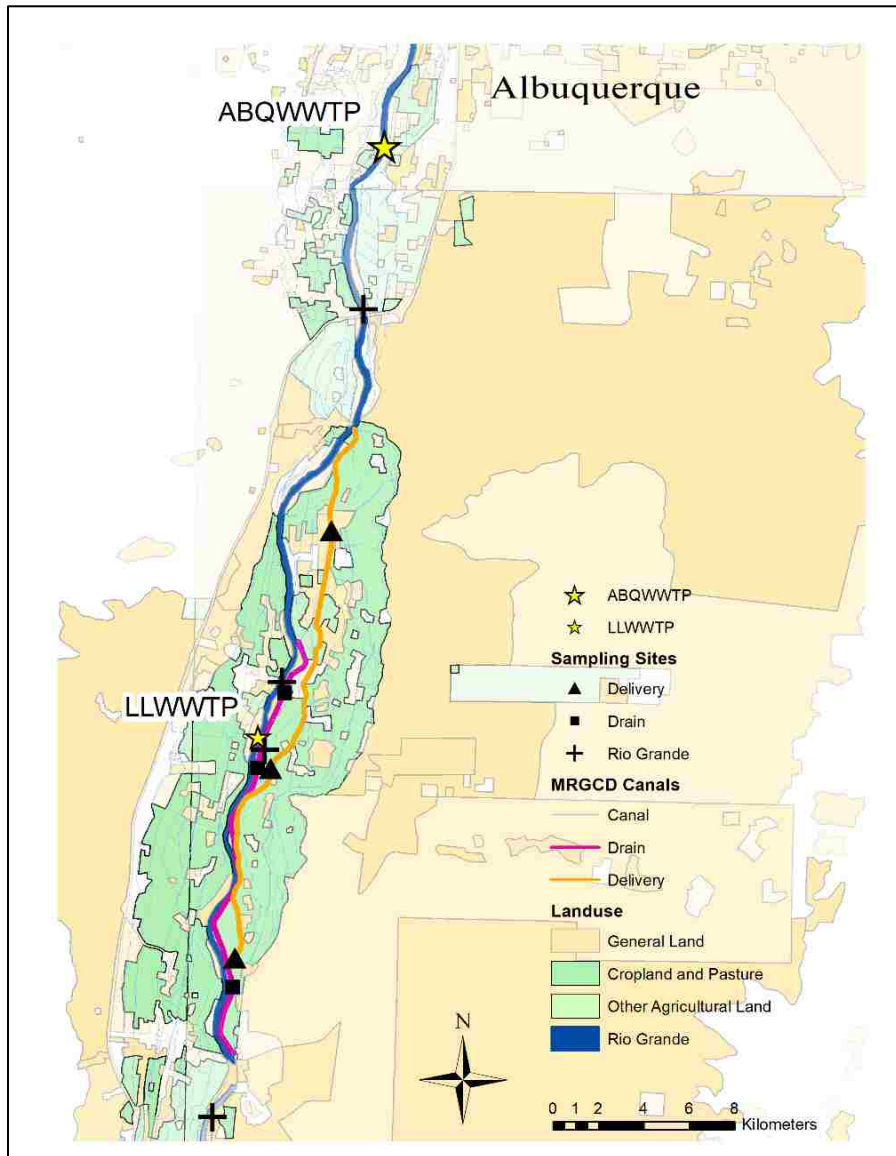 Albuquerque
ABQWWTP
LLWWTP
ABQWWTP
LLWWTP
Sampling Sites
Delivery
Drain
Rio Grande
MRGCD Canals
Canal
Drain
Delivery
Landuse
General Land
Cropland and Pasture
Other Agricultural Land
Rio Grande
N
0 1 2 4 6 8
Kilometers